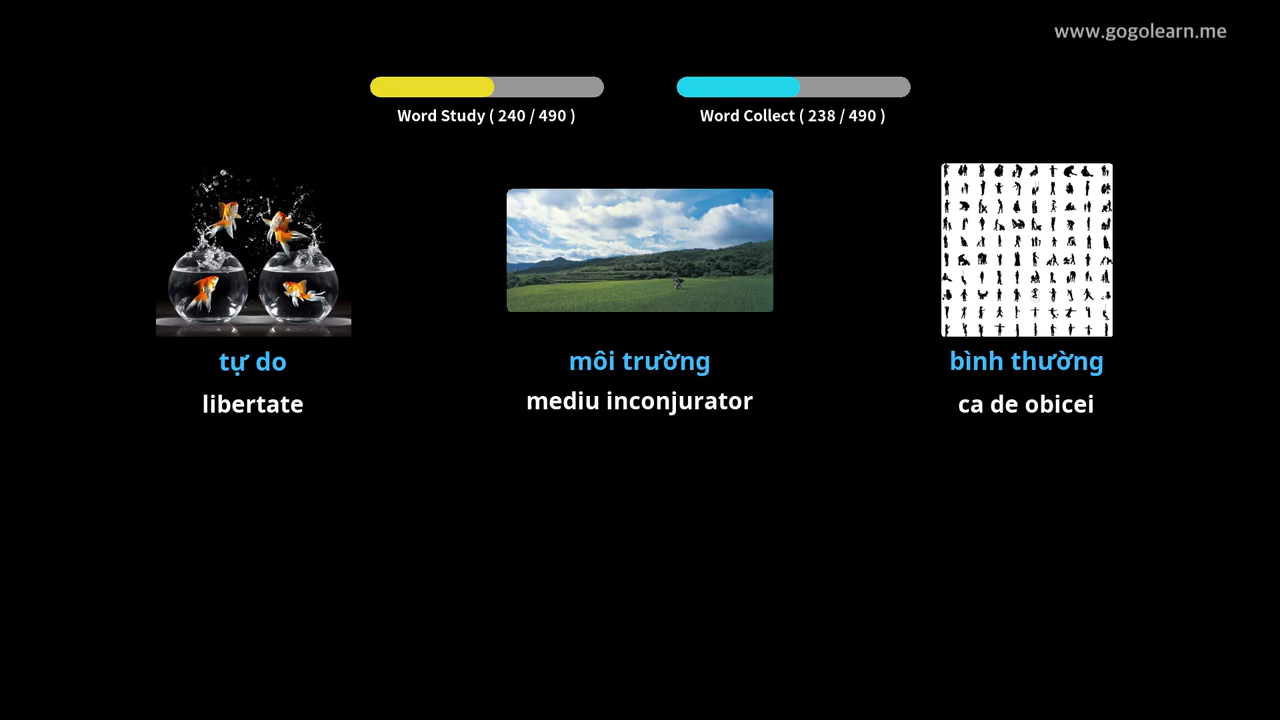 www.gogolearn.me
Word Study ( 240 / 490 )
Word Collect ( 238 / 490 )
tự do
môi trường
bình thường
libertate
mediu inconjurator
ca de obicei